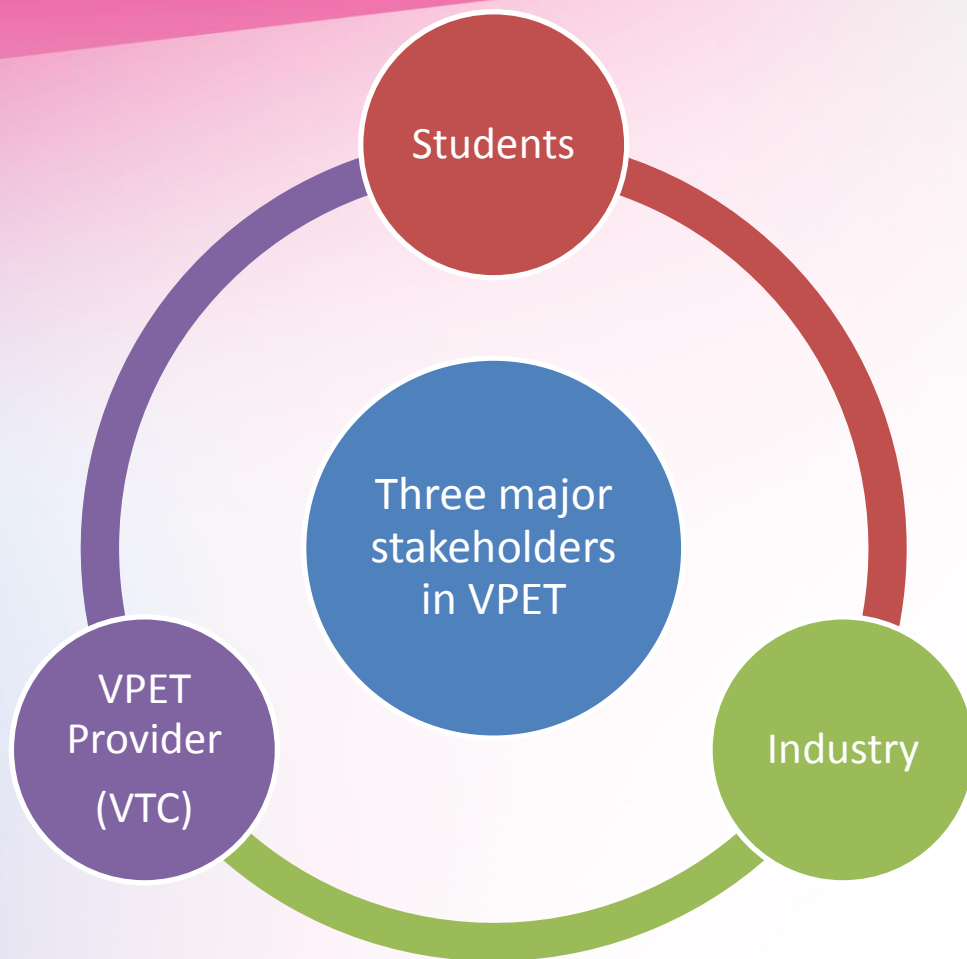 Students
Three major
stakeholders
in VPET
VPET
Provider
(VTC)
Industry